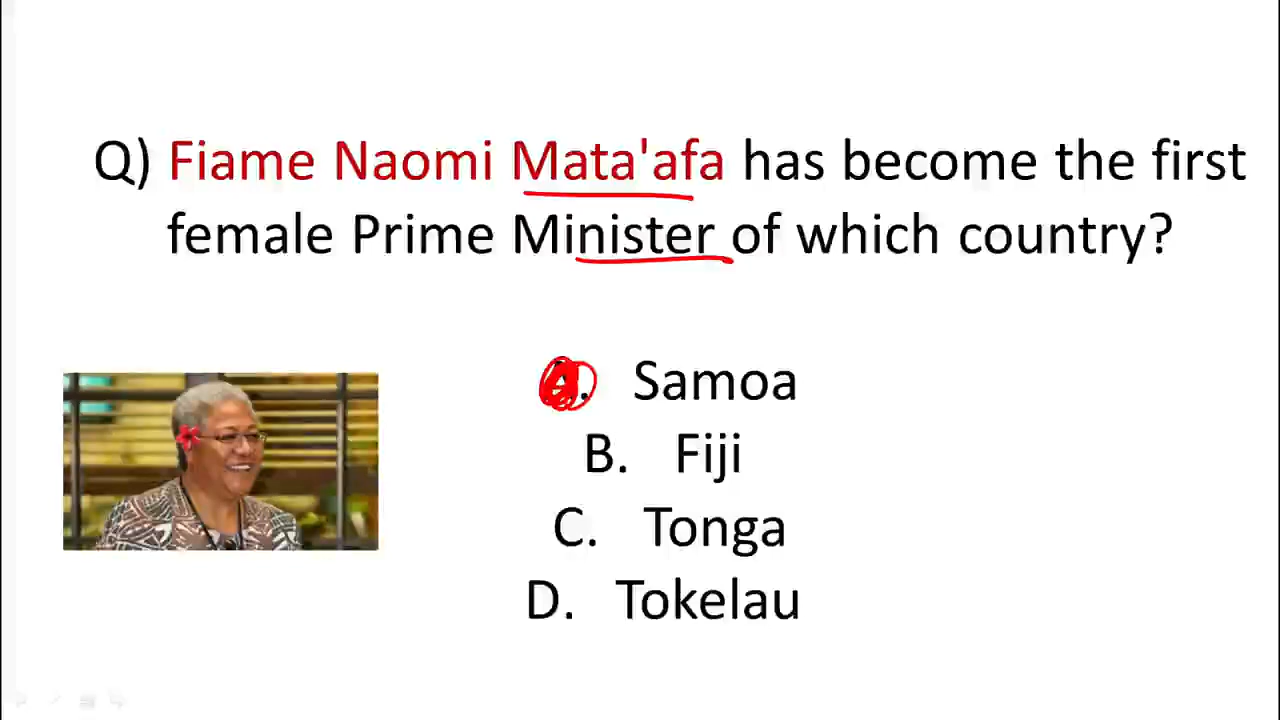 Q) Fiame Naomi Mata'afa has become the first
female Prime Minister of which country?
A. Samoa
B. Fiji
C. Tonga
D. Tokelau